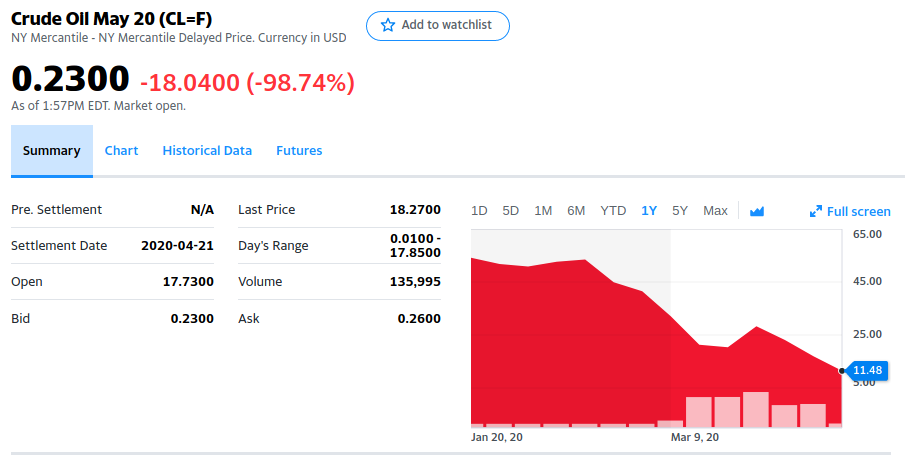 Crude Oil May 20 (CL=F)
NY Mercantile - NY Mercantile Delayed Price. Currency in USD
Add to watchlist
0.2300 -18.0400 (-98.74%)
As of 1:57PM EDT. Market open.
Summary Chart Historical Data Futures
Pre. Settlement N/A
Settlement Date 2020-04-21
Open 17.7300
Bid 0.2300
Last Price 18.2700
Day's Range 0.0100 -
17.8500
Volume 135,995
Ask 0.2600
1D 5D 1M 6M YTD 1Y 5Y Max Full screen
65.00
45.00
25.00
11.48
5.00
Jan 20, 20 Mar 9, 20